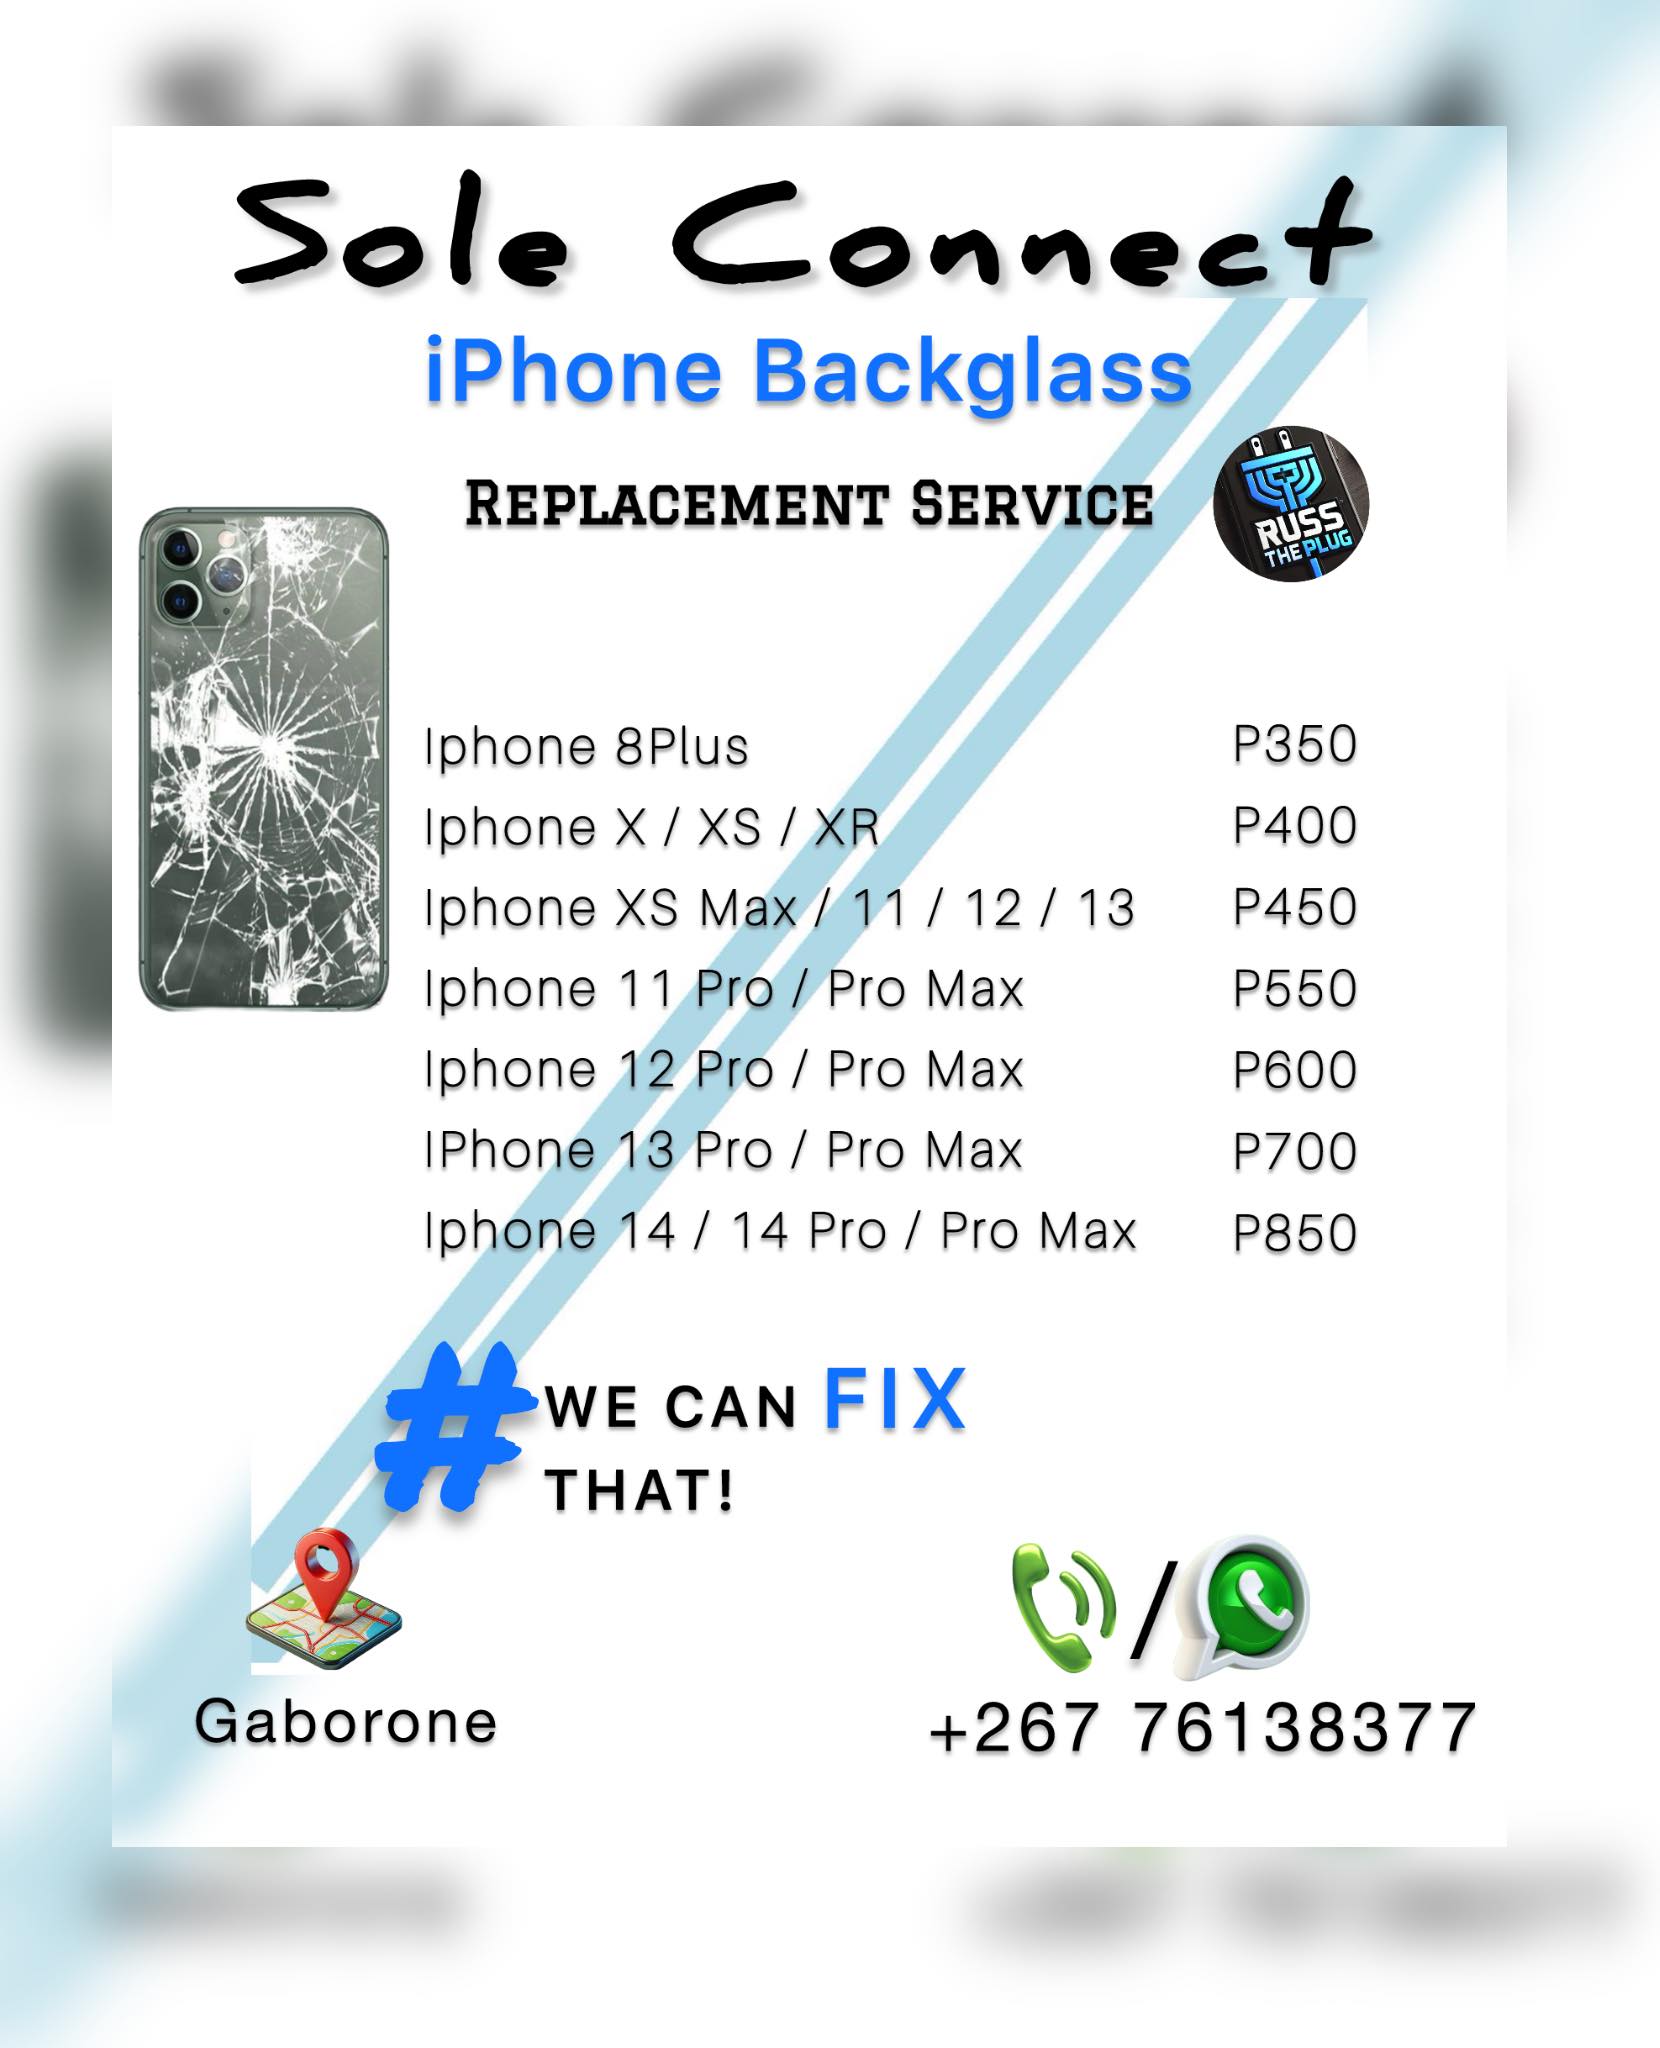 Sole Connect
iPhone Backglass
Replacement Service
RUSS
THE PLUG
Iphone 8Plus P350
Iphone X / XS / XR P400
Iphone XS Max / 11 / 12 / 13 P450
Iphone 11 Pro / Pro Max P550
Iphone 12 Pro / Pro Max P600
IPhone 13 Pro / Pro Max P700
Iphone 14 / 14 Pro / Pro Max P850
#WE CAN FIX
THAT!
/
Gaborone
+267 76138377